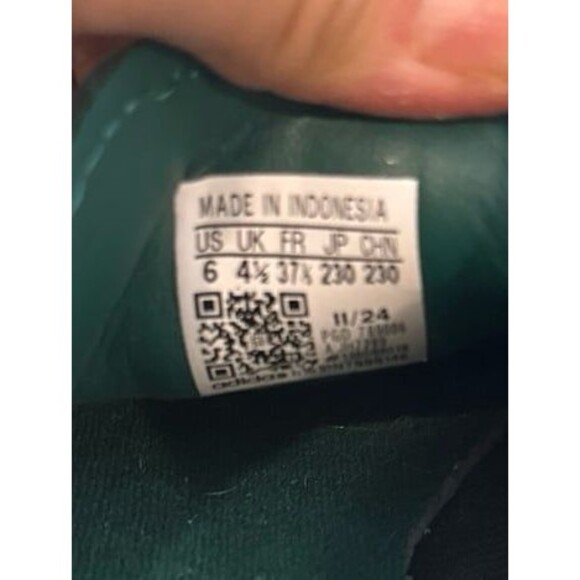 MADE IN INDONESIA
US UK FR JP CHN
6 4½ 37⅓ 230 230
11/24
adidas